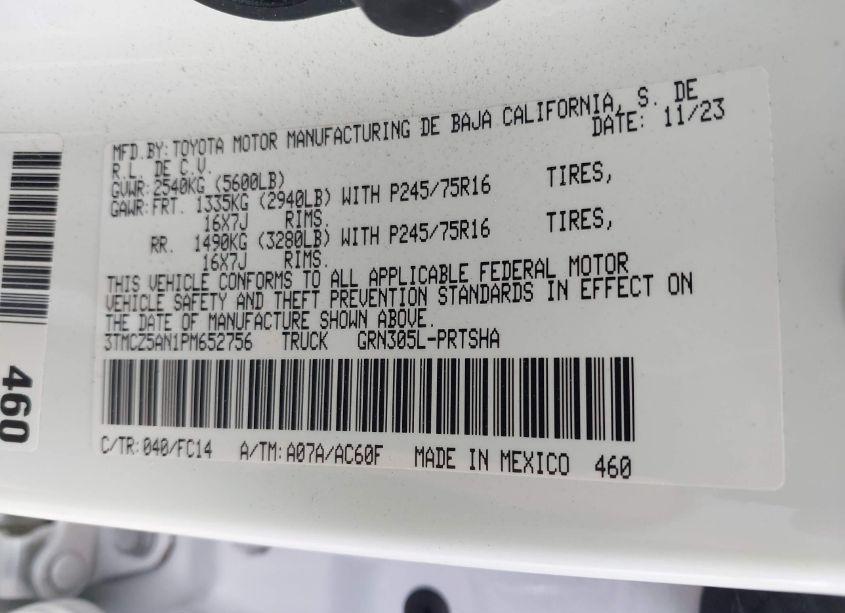 MFD.BY:TOYOTA MOTOR MANUFACTURING DE BAJA CALIFORNIA, S. DE
R.L. DE C.V. DATE: 11/23
GVWR:2540KG (5600LB)
GAWR:FRT. 1335KG (2940LB) WITH P245/75R16 TIRES,
16X7J RIMS.
RR. 1490KG (3280LB) WITH P245/75R16 TIRES,
16X7J RIMS.
THIS VEHICLE CONFORMS TO ALL APPLICABLE FEDERAL MOTOR
VEHICLE SAFETY AND THEFT PREVENTION STANDARDS IN EFFECT ON
THE DATE OF MANUFACTURE SHOWN ABOVE.
3TMCZ5AN1PM652756 TRUCK GRN305L-PRTSHA
C/TR:040/FC14 A/TM:A07A/AC60F MADE IN MEXICO 460
460